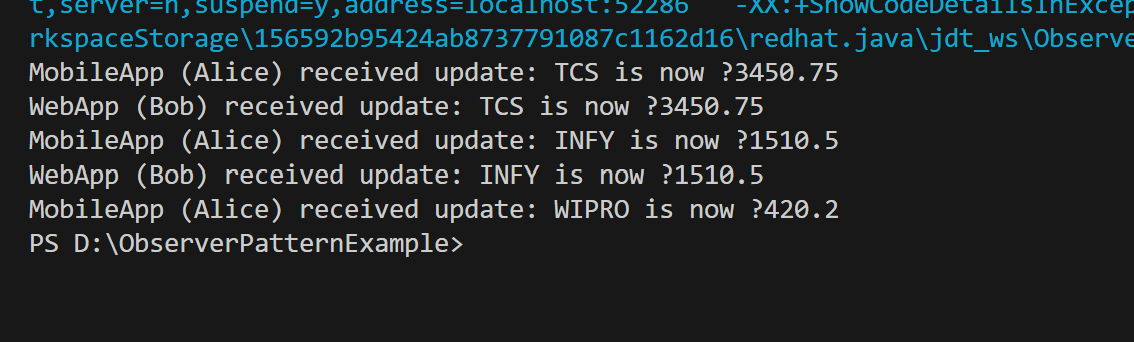 t,server=n,suspend=y,address=localhost:52286 -XX:+ShowCodeDetailsInExcep
rkspaceStorage\156592b95424ab8737791087c1162d16\redhat.java\jdt_ws\Observe
MobileApp (Alice) received update: TCS is now ?3450.75
WebApp (Bob) received update: TCS is now ?3450.75
MobileApp (Alice) received update: INFY is now ?1510.5
WebApp (Bob) received update: INFY is now ?1510.5
MobileApp (Alice) received update: WIPRO is now ?420.2
PS D:\ObserverPatternExample>